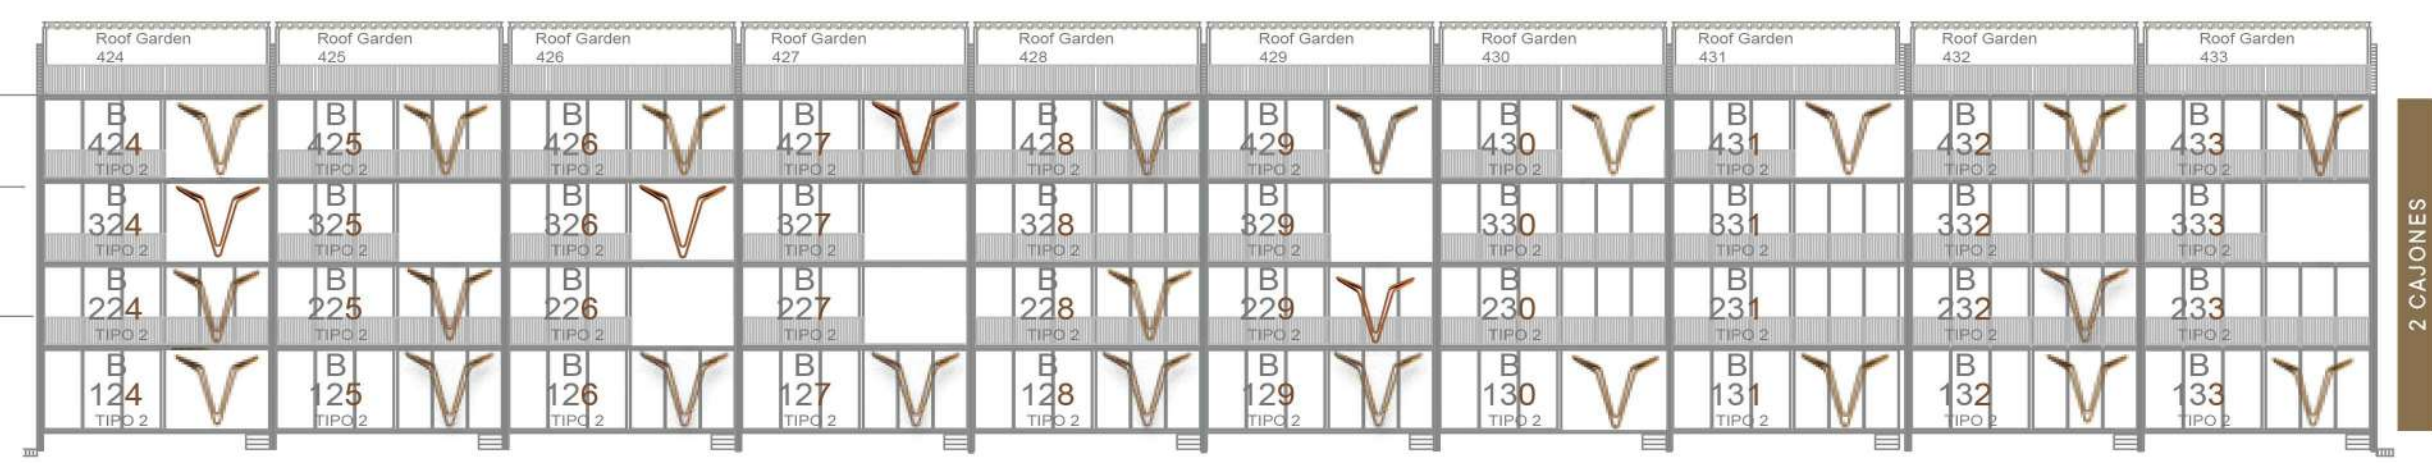 Roof Garden Roof Garden Roof Garden Roof Garden Roof Garden Roof Garden Roof Garden Roof Garden Roof Garden Roof Garden
424 425 426 427 428 429 430 431 432 433
B B B B B B B B B B
424 425 426 427 428 429 430 431 432 433
TIPO 2 TIPO 2 TIPO 2 TIPO 2 TIPO 2 TIPO 2 TIPO 2 TIPO 2 TIPO 2 TIPO 2
B B B B B B B B B B
324 325 326 327 328 329 330 331 332 333
TIPO 2 TIPO 2 TIPO 2 TIPO 2 TIPO 2 TIPO 2 TIPO 2 TIPO 2 TIPO 2 TIPO 2
B B B B B B B B B B
224 225 226 227 228 229 230 231 232 233
TIPO 2 TIPO 2 TIPO 2 TIPO 2 TIPO 2 TIPO 2 TIPO 2 TIPO 2 TIPO 2 TIPO 2
B B B B B B B B B B
124 125 126 127 128 129 130 131 132 133
TIPO 2 TIPO 2 TIPO 2 TIPO 2 TIPO 2 TIPO 2 TIPO 2 TIPO 2 TIPO 2 TIPO 2
2 CAJONES